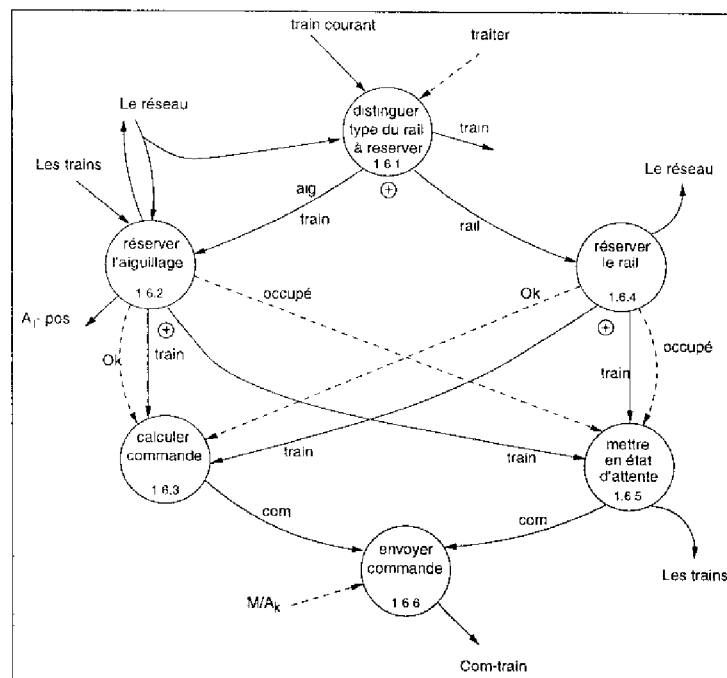 train courant
traiter
Le réseau
distinguer
type du rail
à reserver
1 6 1
train
Les trains
Le réseau
aig
train
rail
réserver
l'aiguillage
1 6.2
réserver
le rail
1.6.4
occupé
Ok
pos
Ok
train
occupé
train
calculer
commande
1 6.3
train
train
mettre
en état
d'attente
1.6 5
com
com
envoyer
commande
1 6 6
Les trains
M/Ak
Com-train